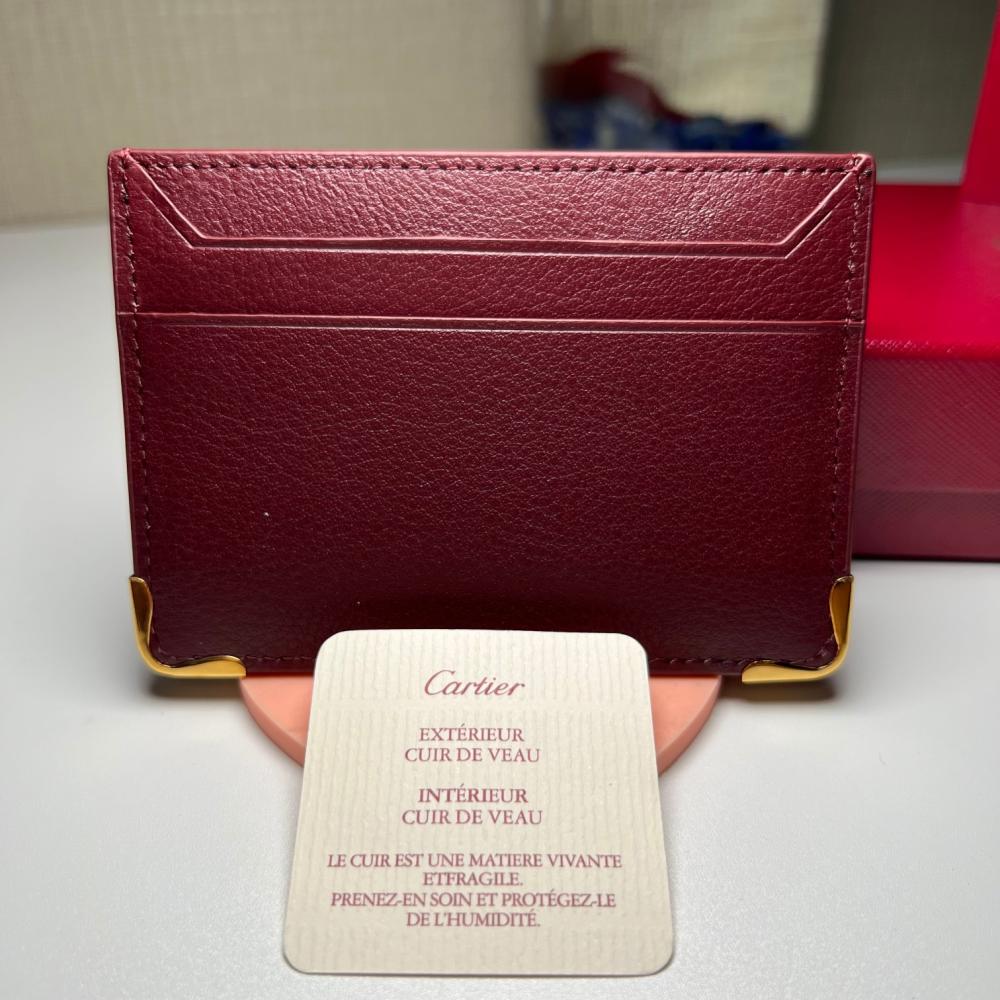 Cartier
EXTÉRIEUR
CUIR DE VEAU
INTÉRIEUR
CUIR DE VEAU
LE CUIR EST UNE MATIERE VIVANTE
ETFRAGILE.
PRENEZ-EN SOIN ET PROTÉGEZ-LE
DE L'HUMIDITÉ.